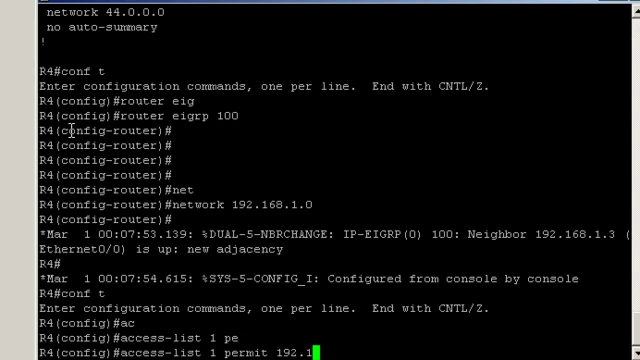 network 44.0.0.0
no auto-summary
!
R4#conf t
Enter configuration commands, one per line.  End with CNTL/Z.
R4(config)#router eig
R4(config)#router eigrp 100
R4(config-router)#
R4(config-router)#
R4(config-router)#
R4(config-router)#
R4(config-router)#net
R4(config-router)#network 192.168.1.0
R4(config-router)#
*Mar  1 00:07:53.139: %DUAL-5-NBRCHANGE: IP-EIGRP(0) 100: Neighbor 192.168.1.3 (
Ethernet0/0) is up: new adjacency
R4#
*Mar  1 00:07:54.615: %SYS-5-CONFIG_I: Configured from console by console
R4#conf t
Enter configuration commands, one per line.  End with CNTL/Z.
R4(config)#ac
R4(config)#access-list 1 pe
R4(config)#access-list 1 permit 192.1